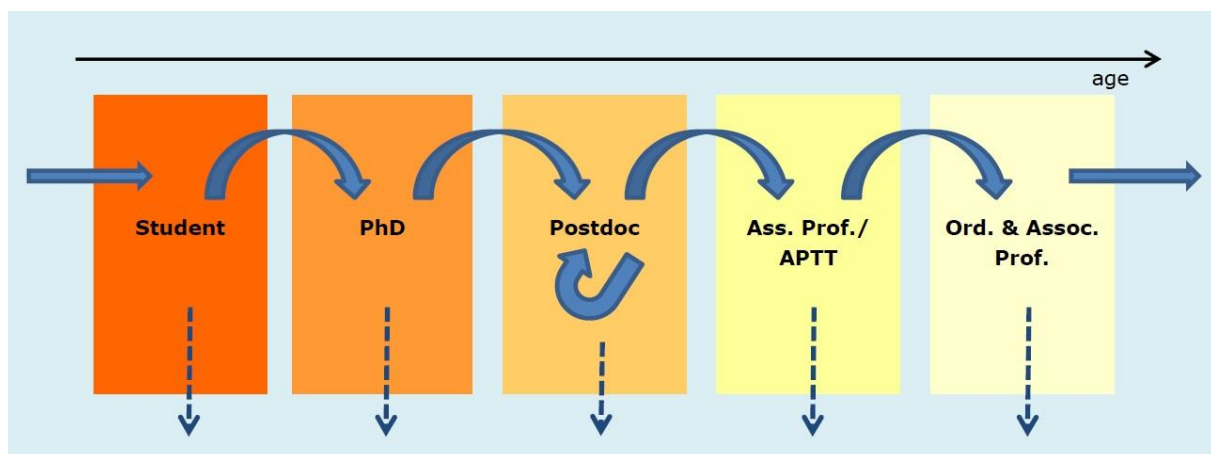 age
Student
PhD
Postdoc
Ass. Prof./
APTT
Ord. & Assoc.
Prof.